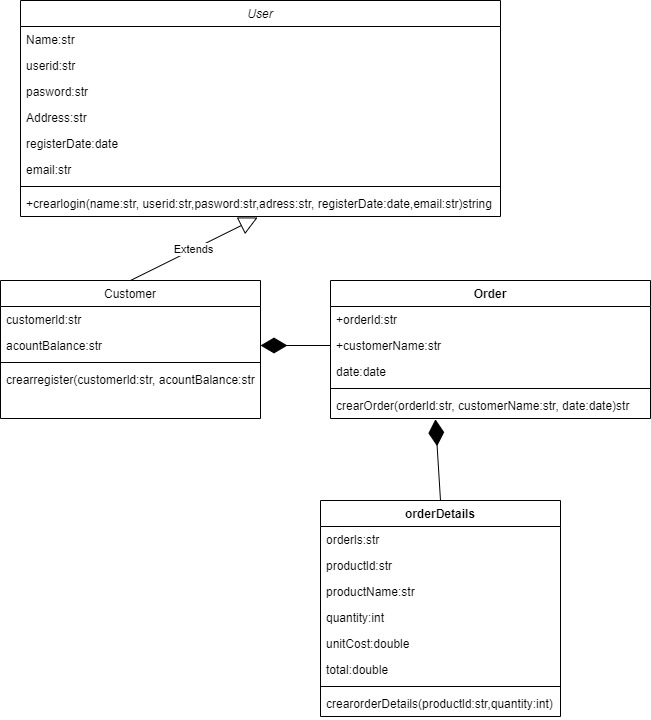 User
Name:str
userid:str
pasword:str
Address:str
registerDate:date
email:str
+crearlogin(name:str, userid:str,pasword:str,adress:str, registerDate:date,email:str)string
Extends
Customer
customerId:str
acountBalance:str
crearregister(customerId:str, acountBalance:str
Order
+orderId:str
+customerName:str
date:date
crearOrder(orderId:str, customerName:str, date:date)str
orderDetails
orderIs:str
productId:str
productName:str
quantity:int
unitCost:double
total:double
crearorderDetails(productId:str,quantity:int)